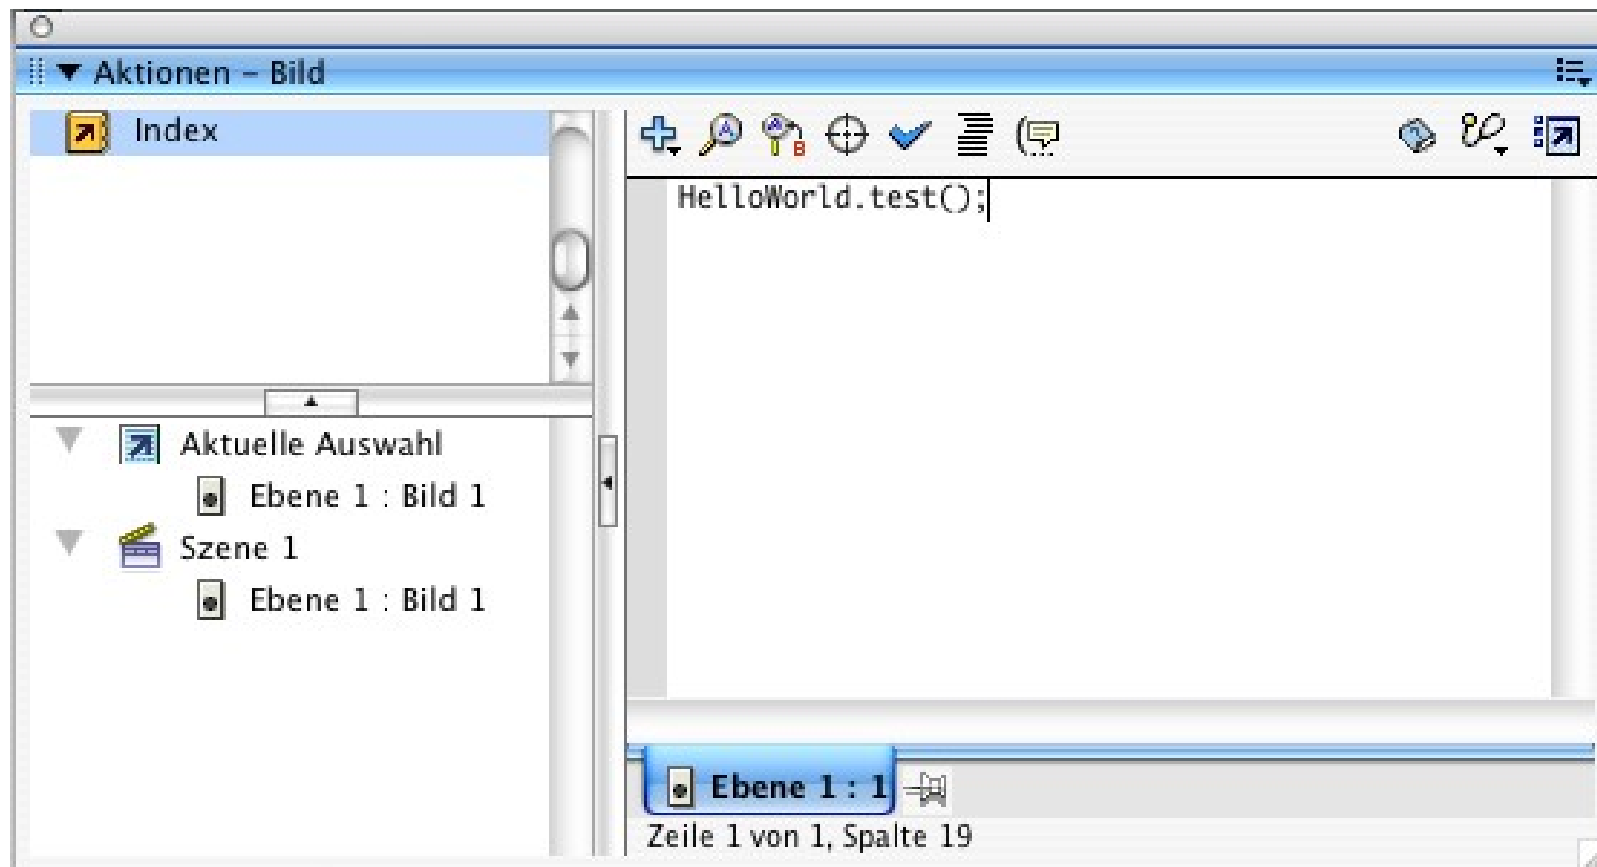 Aktionen – Bild
Index
HelloWorld.test();
Aktuelle Auswahl
Ebene 1 : Bild 1
Szene 1
Ebene 1 : Bild 1
Ebene 1 : 1
Zeile 1 von 1, Spalte 19